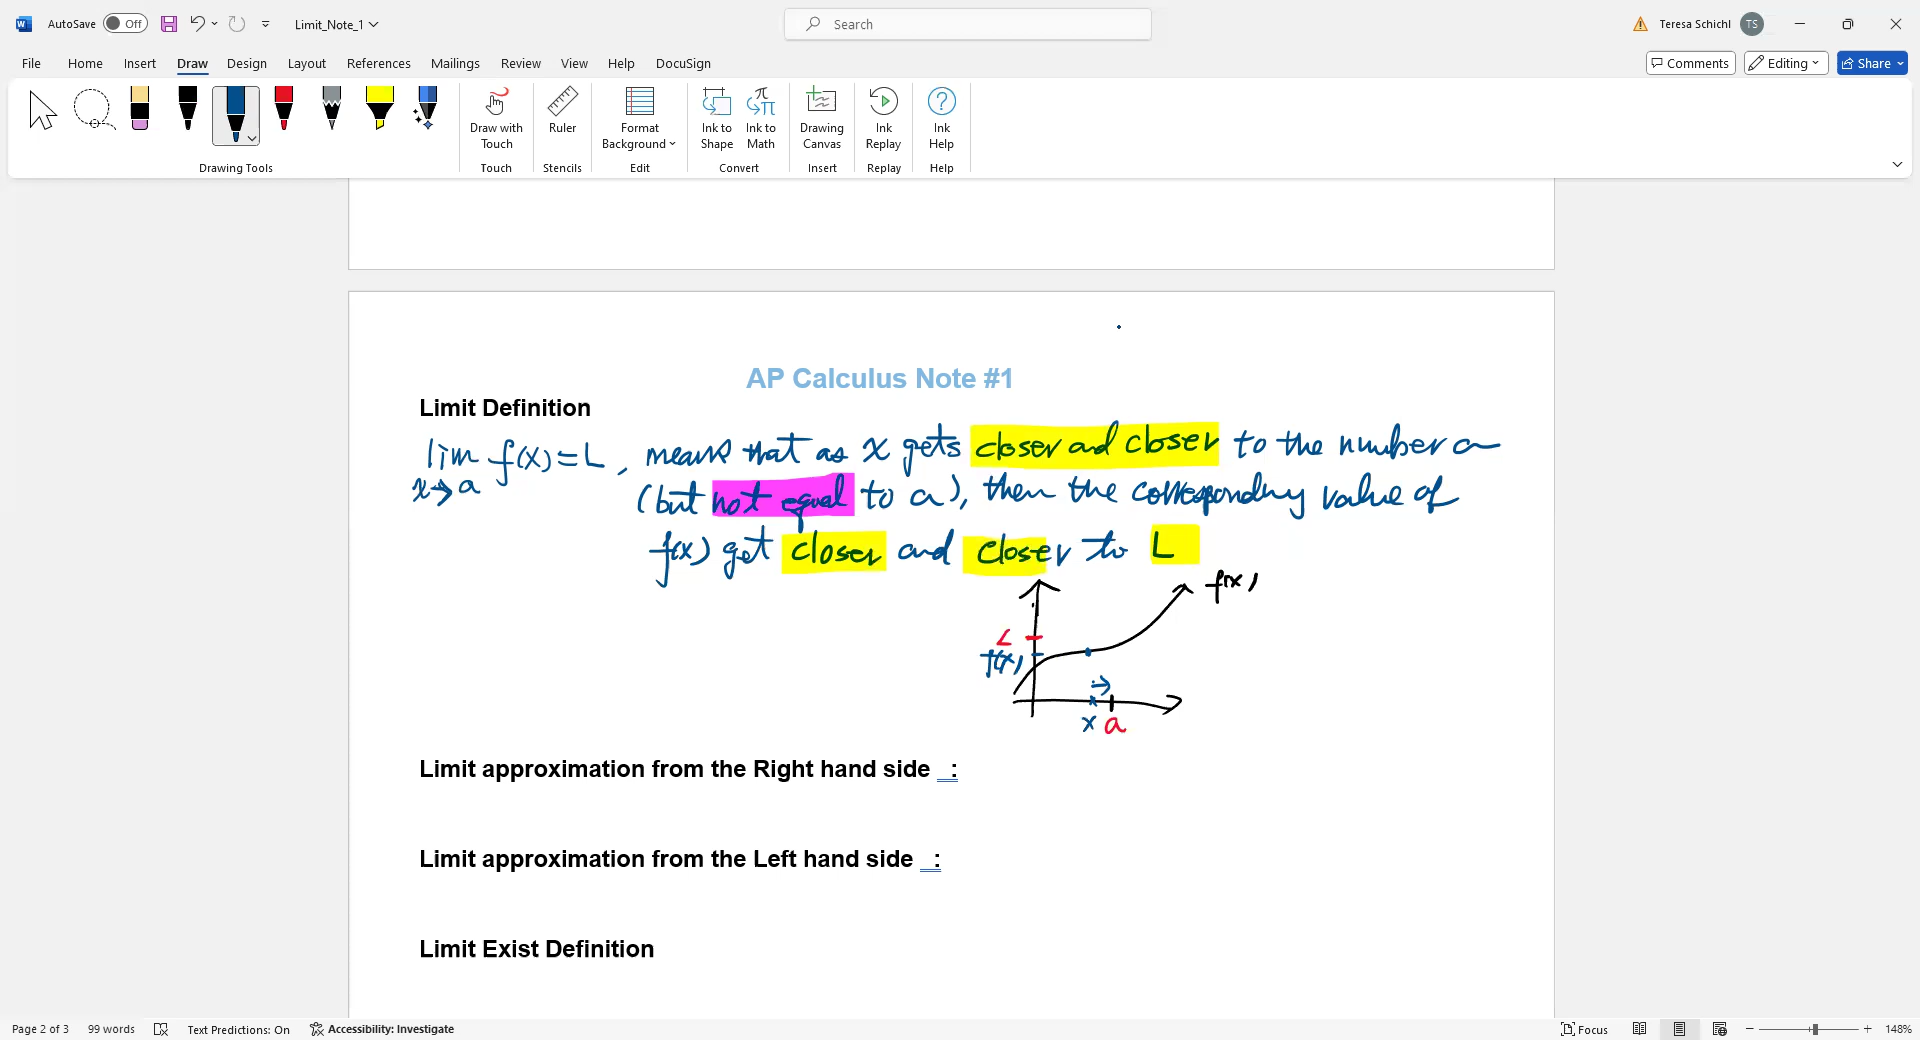 AutoSave Off Limit_Note_1 Search Teresa Schichl TS
File Home Insert Draw Design Layout References Mailings Review View Help DocuSign Comments Editing Share
Draw with Touch Ruler Format Background Ink to Shape Ink to Math Drawing Canvas Ink Replay Ink Help
Drawing Tools Touch Stencils Edit Convert Insert Replay Help
AP Calculus Note #1
Limit Definition
lim f(x) = L, means that as x gets closer and closer to the number a
x→a (but not equal to a), then the corresponding value of
f(x) get closer and closer to L
f(x)
L
f(x)
x a
Limit approximation from the Right hand side :
Limit approximation from the Left hand side :
Limit Exist Definition
Page 2 of 3 99 words Text Predictions: On Accessibility: Investigate Focus 148%